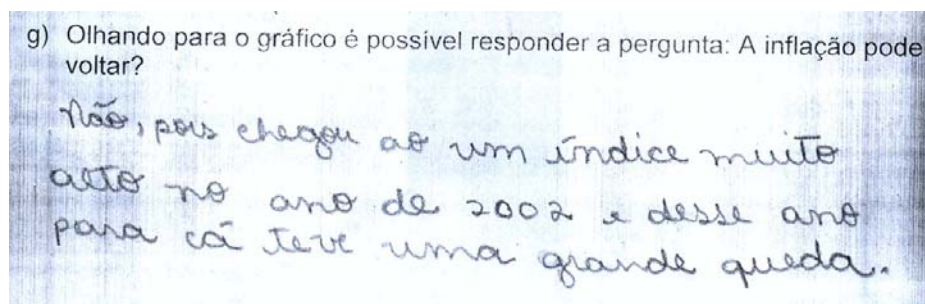 g) Olhando para o gráfico é possível responder a pergunta: A inflação pode
voltar?
Não, pois chegou ao um índice muito
alto no ano de 2002 e desse ano
para cá teve uma grande queda.